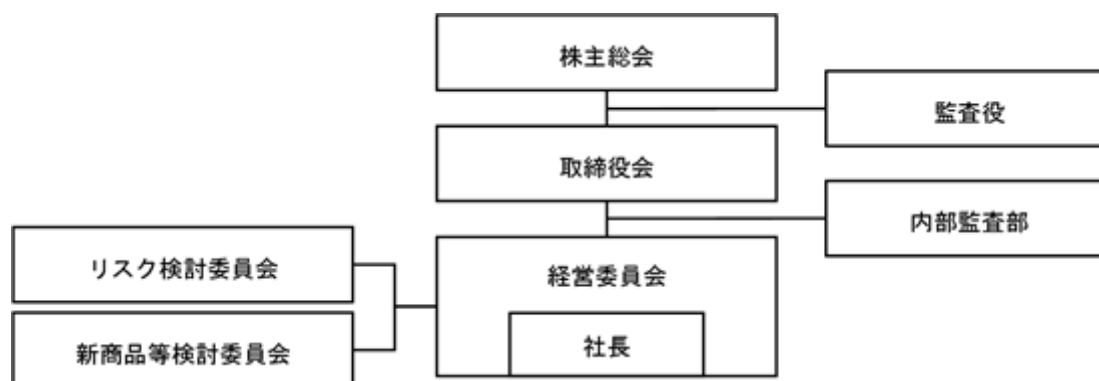 株主総会
監査役
取締役会
内部監査部
リスク検討委員会
経営委員会
社長
新商品等検討委員会